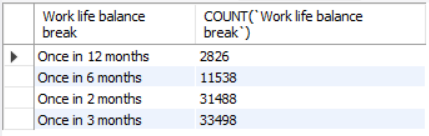 Work life balance break	COUNT(`Work life balance break`)
Once in 12 months	2826
Once in 6 months	11538
Once in 2 months	31488
Once in 3 months	33498